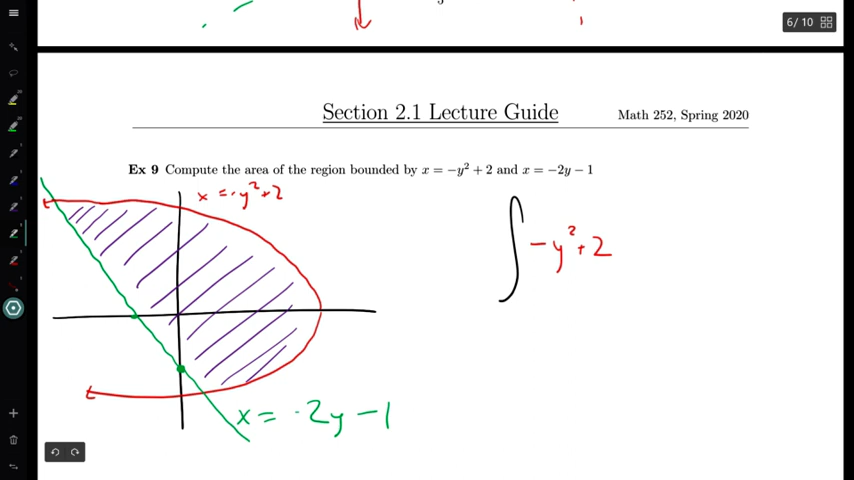 6/10
Section 2.1 Lecture Guide
Math 252, Spring 2020
Ex 9 Compute the area of the region bounded by x = −y² + 2 and x = −2y − 1
x = -y² + 2
∫ -y² + 2
x = -2y - 1